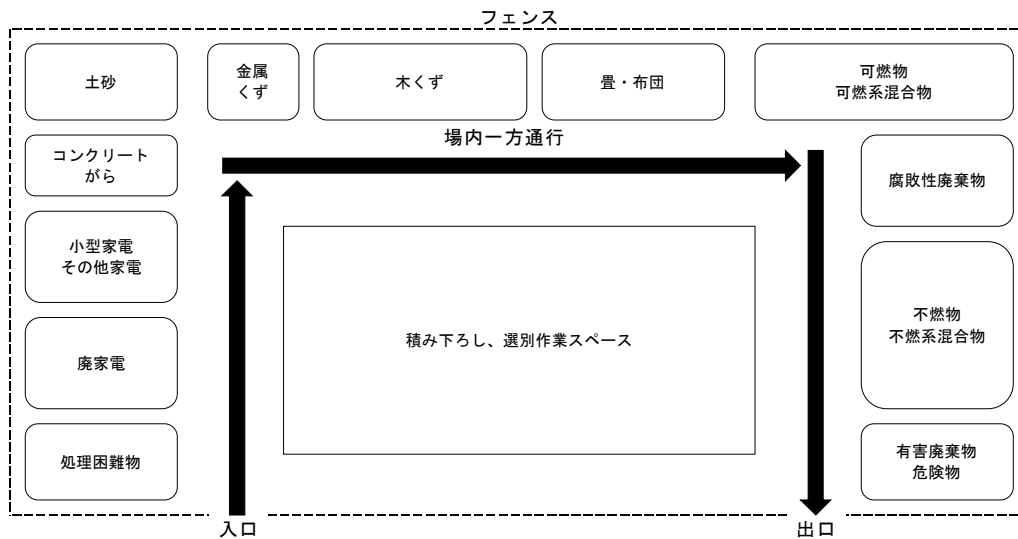 フェンス
土砂
金属
くず
木くず
畳・布団
可燃物
可燃系混合物
場内一方通行
コンクリート
がら
腐敗性廃棄物
小型家電
その他家電
積み下ろし、選別作業スペース
不燃物
不燃系混合物
廃家電
処理困難物
有害廃棄物
危険物
入口
出口